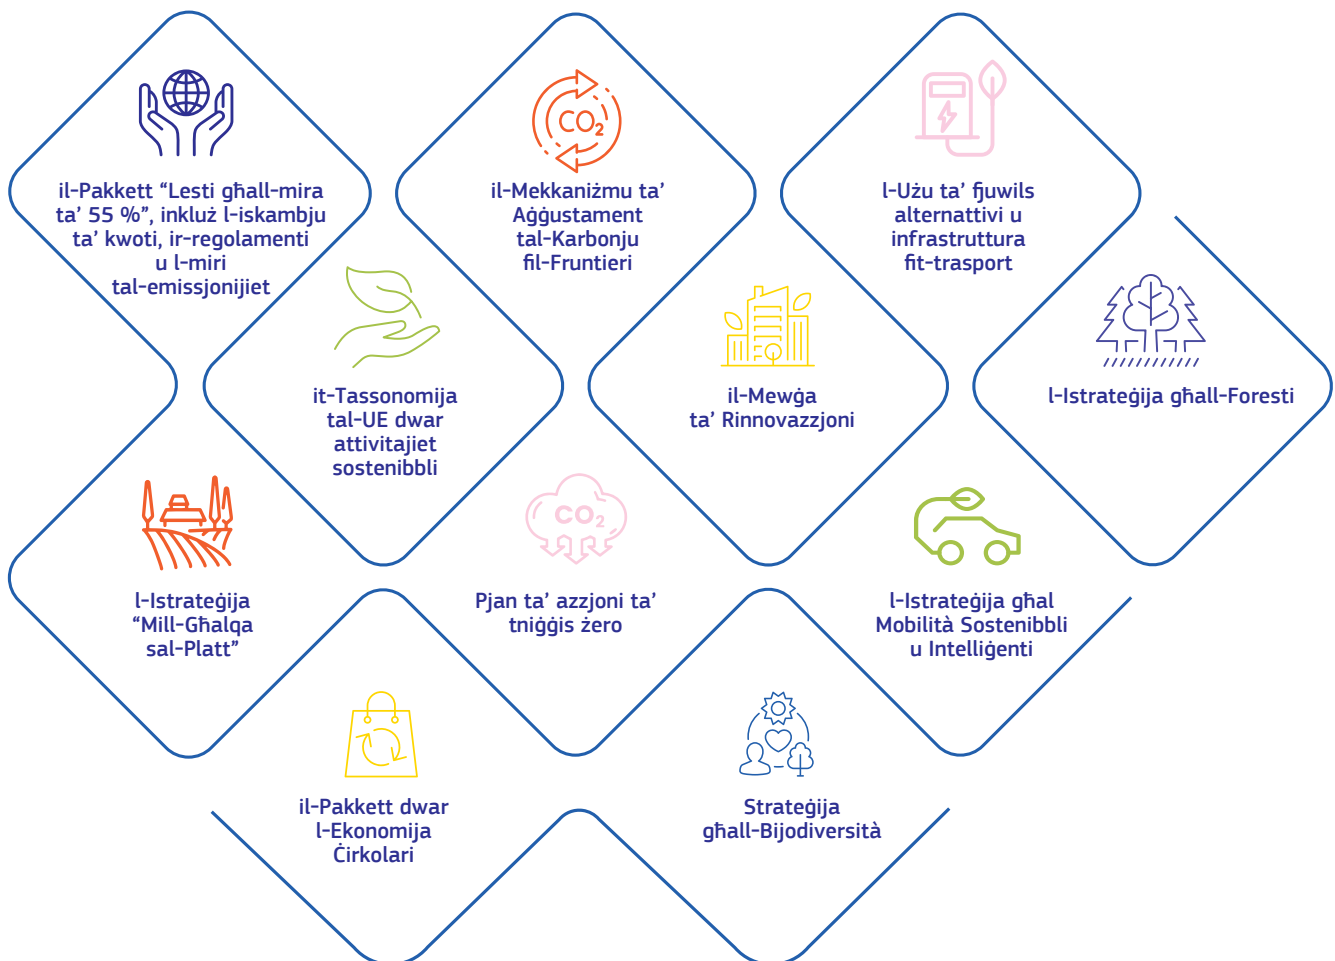 il-Pakkett “Lesti għall-mira
ta’ 55 %”, inkluż l-iskambju
ta’ kwoti, ir-regolamenti
u l-miri
tal-emissjonijiet
CO₂
il-Mekkaniżmu ta’
Aġġustament
tal-Karbonju
fil-Fruntieri
l-Użu ta’ fjuwils
alternattivi u
infrastruttura
fit-trasport
it-Tassonomija
tal-UE dwar
attivitajiet
sostenibbli
il-Mewġa
ta’ Rinnovazzjoni
l-Istrateġija għall-Foresti
l-Istrateġija
“Mill-Għalqa
sal-Platt”
CO₂
Pjan ta’ azzjoni ta’
tniġġis żero
l-Istrateġija għal
Mobilità Sostenibbli
u Intelliġenti
il-Pakkett dwar
l-Ekonomija
Ċirkolari
Strateġija
għall-Bijodiversità